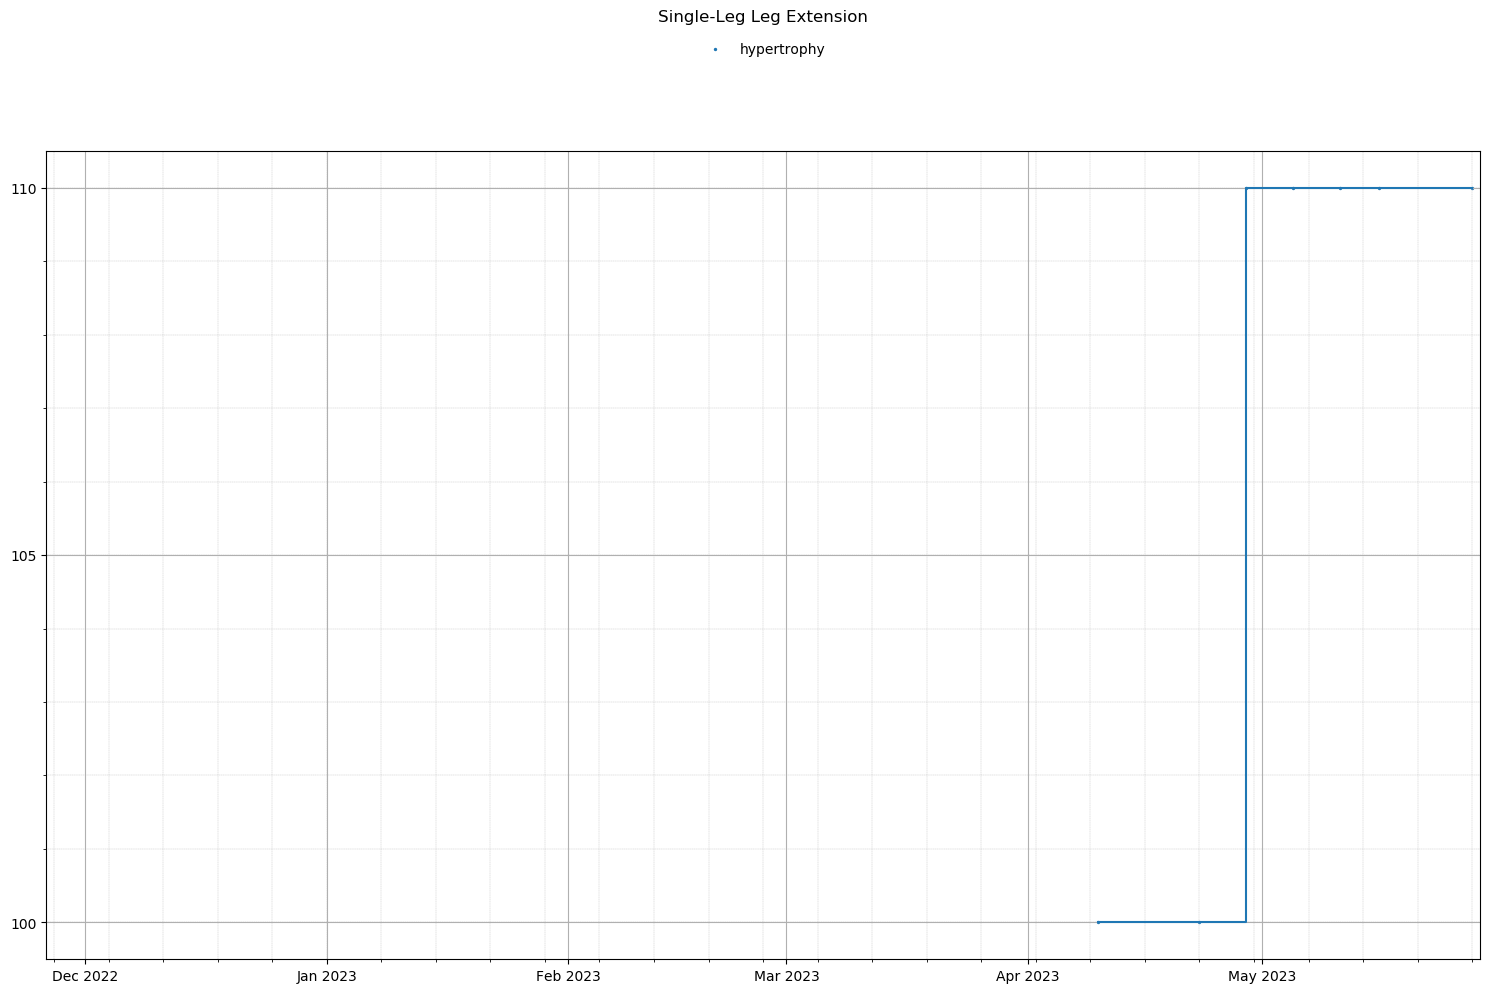 Single-Leg Leg Extension
hypertrophy
110
105
100
Dec 2022
Jan 2023
Feb 2023
Mar 2023
Apr 2023
May 2023